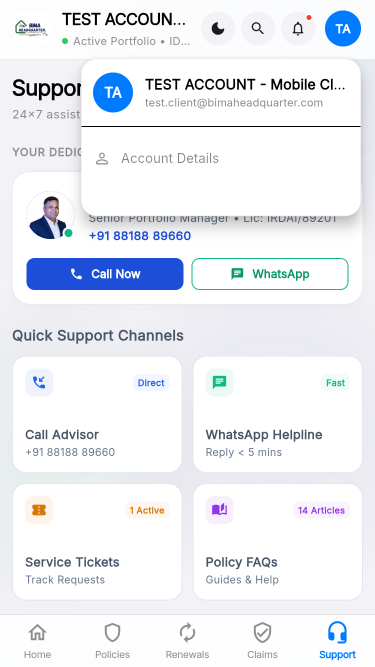 BIMA
HEADQUARTER
TEST ACCOUN...
Active Portfolio • ID...
TA
Suppor
24×7 assist
TA
TEST ACCOUNT - Mobile Cl...
test.client@bimaheadquarter.com
Account Details
YOUR DEDIC
Senior Portfolio Manager • Lic: IRDAI/89201
+91 88188 89660
Call Now
WhatsApp
Quick Support Channels
Direct
Call Advisor
+91 88188 89660
Fast
WhatsApp Helpline
Reply < 5 mins
1 Active
Service Tickets
Track Requests
14 Articles
Policy FAQs
Guides & Help
Home
Policies
Renewals
Claims
Support